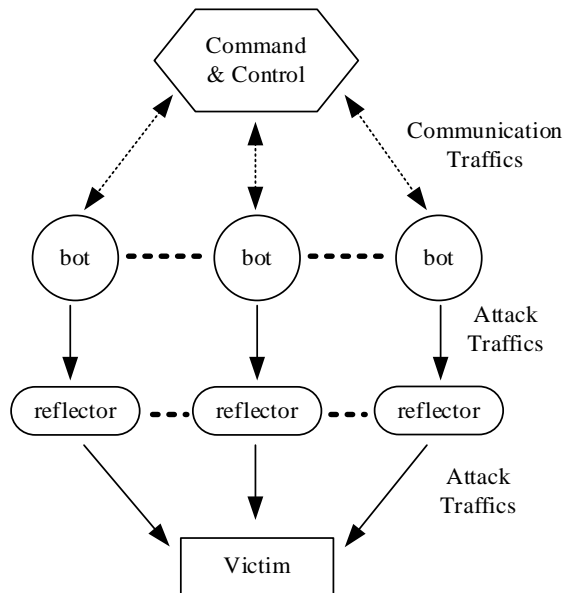 Command
& Control
Communication
Traffics
bot
bot
bot
Attack
Traffics
reflector
reflector
reflector
Attack
Traffics
Victim